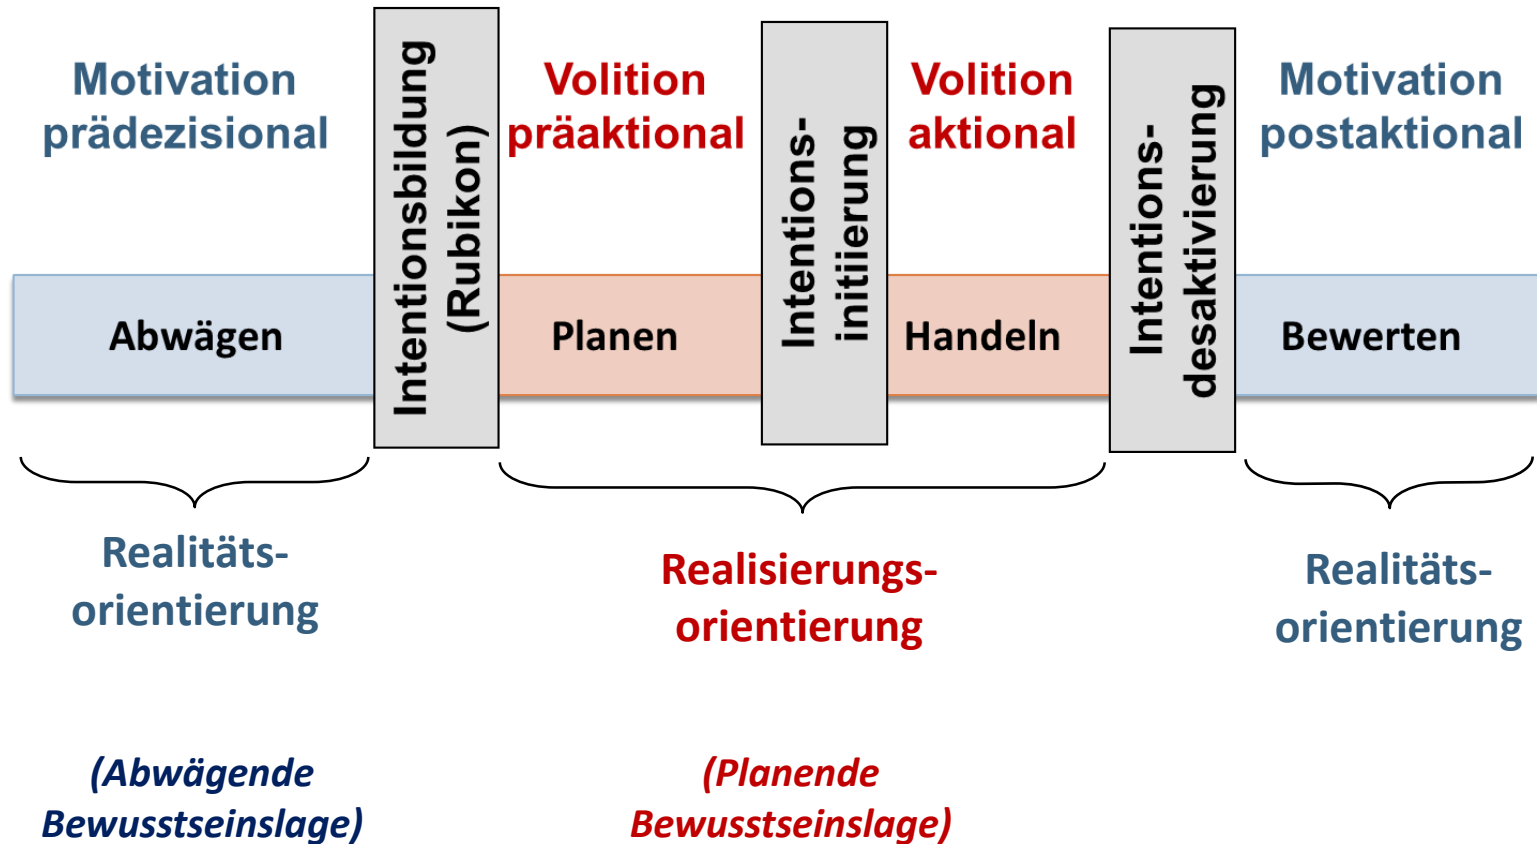 Motivation
prädezisional
Intentionsbildung
(Rubikon)
Volition
präaktional
Intentions-
initiierung
Volition
aktional
Intentions-
desaktivierung
Motivation
postaktional
Abwägen
Planen
Handeln
Bewerten
Realitäts-
orientierung
Realisierungs-
orientierung
Realitäts-
orientierung
(Abwägende
Bewusstseinslage)
(Planende
Bewusstseinslage)